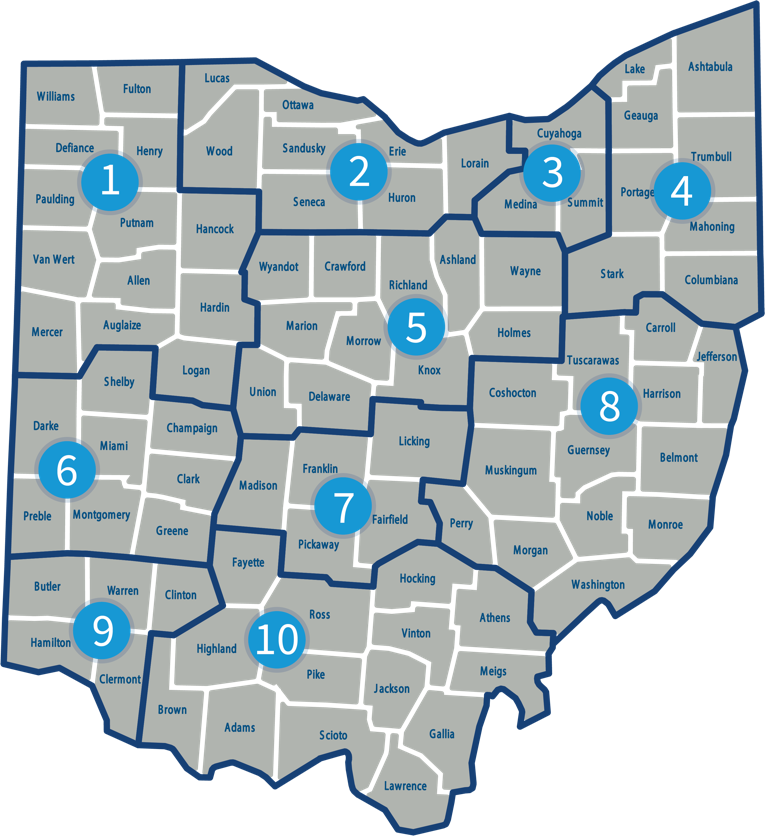 Lake
Ashtabula
Lucas
Fulton
Williams
Ottawa
Geauga
Cuyahoga
Defiance
Henry
Wood
Sandusky
Erie
Lorain
Trumbull
1
2
3
4
Paulding
Seneca
Huron
Medina
Summit
Portage
Putnam
Hancock
Mahoning
Van Wert
Wyandot
Crawford
Ashland
Wayne
Stark
Allen
Richland
Columbiana
Hardin
Mercer
Auglaize
Marion
5
Morrow
Holmes
Carroll
Jefferson
Logan
Knox
Tuscarawas
Shelby
Union
Delaware
Coshocton
8
Harrison
Darke
Miami
Champaign
Licking
Guernsey
Belmont
6
Clark
Madison
Franklin
Muskingum
Preble
Montgomery
Greene
7
Fairfield
Perry
Noble
Monroe
Pickaway
Morgan
Fayette
Hocking
Butler
Warren
Clinton
Washington
9
10
Ross
Athens
Hamilton
Highland
Vinton
Clermont
Pike
Jackson
Meigs
Brown
Adams
Scioto
Gallia
Lawrence